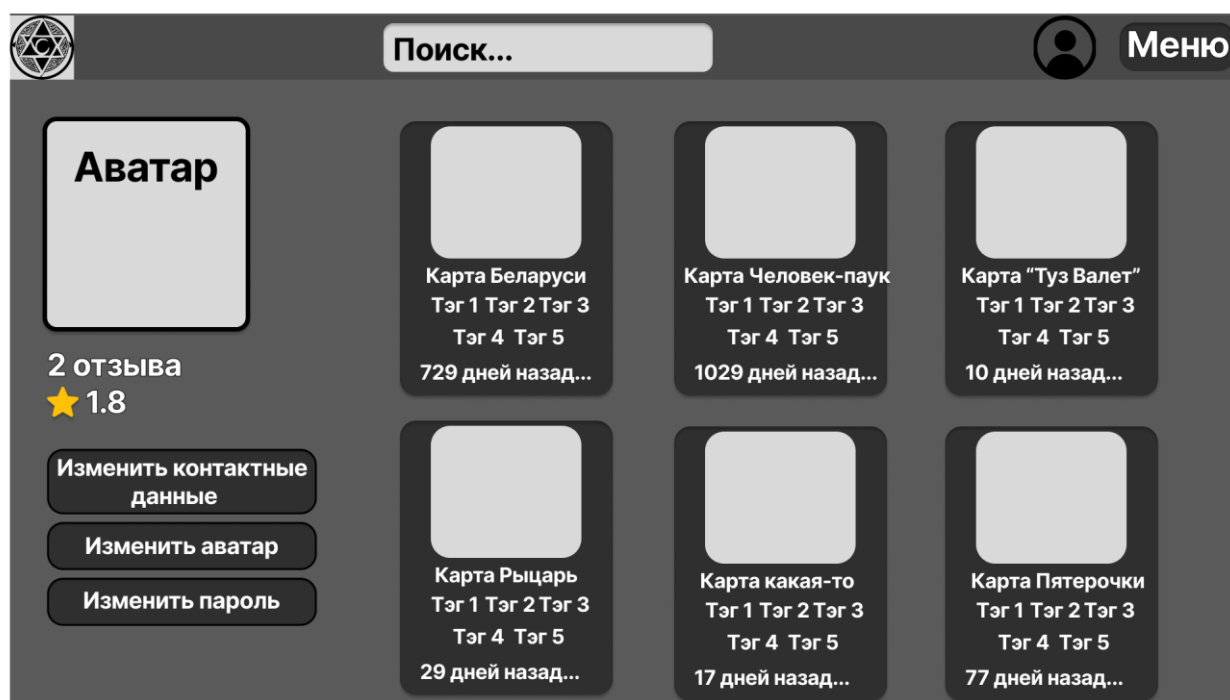 Поиск...
Меню
Аватар
2 отзыва
1.8
Изменить контактные
данные
Изменить аватар
Изменить пароль
Карта Беларуси
Тэг 1 Тэг 2 Тэг 3
Тэг 4 Тэг 5
729 дней назад...
Карта Человек-паук
Тэг 1 Тэг 2 Тэг 3
Тэг 4 Тэг 5
1029 дней назад...
Карта “Туз Валет”
Тэг 1 Тэг 2 Тэг 3
Тэг 4 Тэг 5
10 дней назад...
Карта Рыцарь
Тэг 1 Тэг 2 Тэг 3
Тэг 4 Тэг 5
29 дней назад...
Карта какая-то
Тэг 1 Тэг 2 Тэг 3
Тэг 4 Тэг 5
17 дней назад...
Карта Пятерочки
Тэг 1 Тэг 2 Тэг 3
Тэг 4 Тэг 5
77 дней назад...